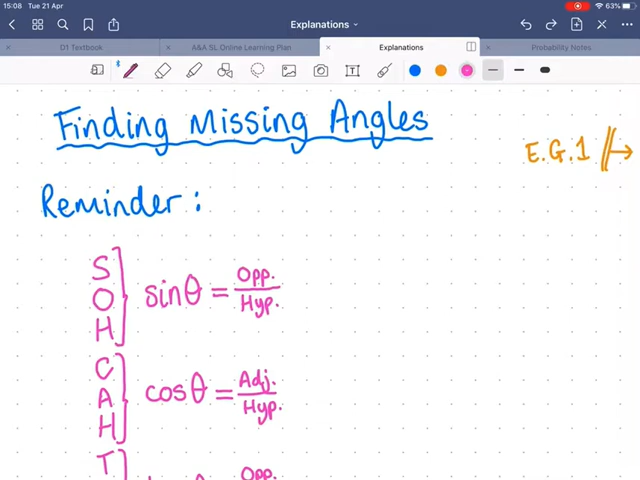 15:08 Tue 21 Apr
63%
Explanations
D1 Textbook
A&A SL Online Learning Plan
Explanations
Probability Notes
Finding Missing Angles
E.G.1
Reminder:
S
O
H
sinθ = Opp.
Hyp.
C
A
H
cosθ = Adj.
Hyp.
T
Opp.